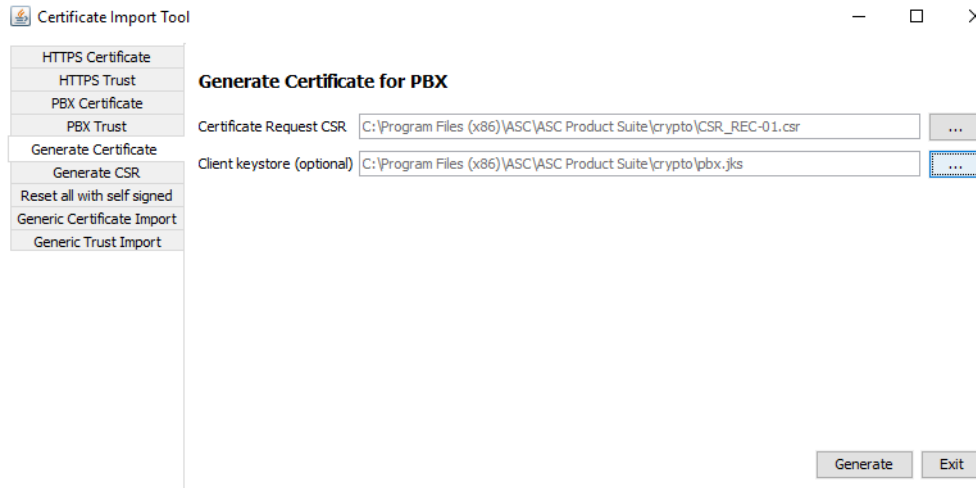 Certificate Import Tool
HTTPS Certificate
HTTPS Trust
PBX Certificate
PBX Trust
Generate Certificate
Generate CSR
Reset all with self signed
Generic Certificate Import
Generic Trust Import
Generate Certificate for PBX
Certificate Request CSR C:\Program Files (x86)\ASC\ASC Product Suite\crypto\CSR_REC-01.csr ...
Client keystore (optional) C:\Program Files (x86)\ASC\ASC Product Suite\crypto\pbx.jks ...
Generate Exit